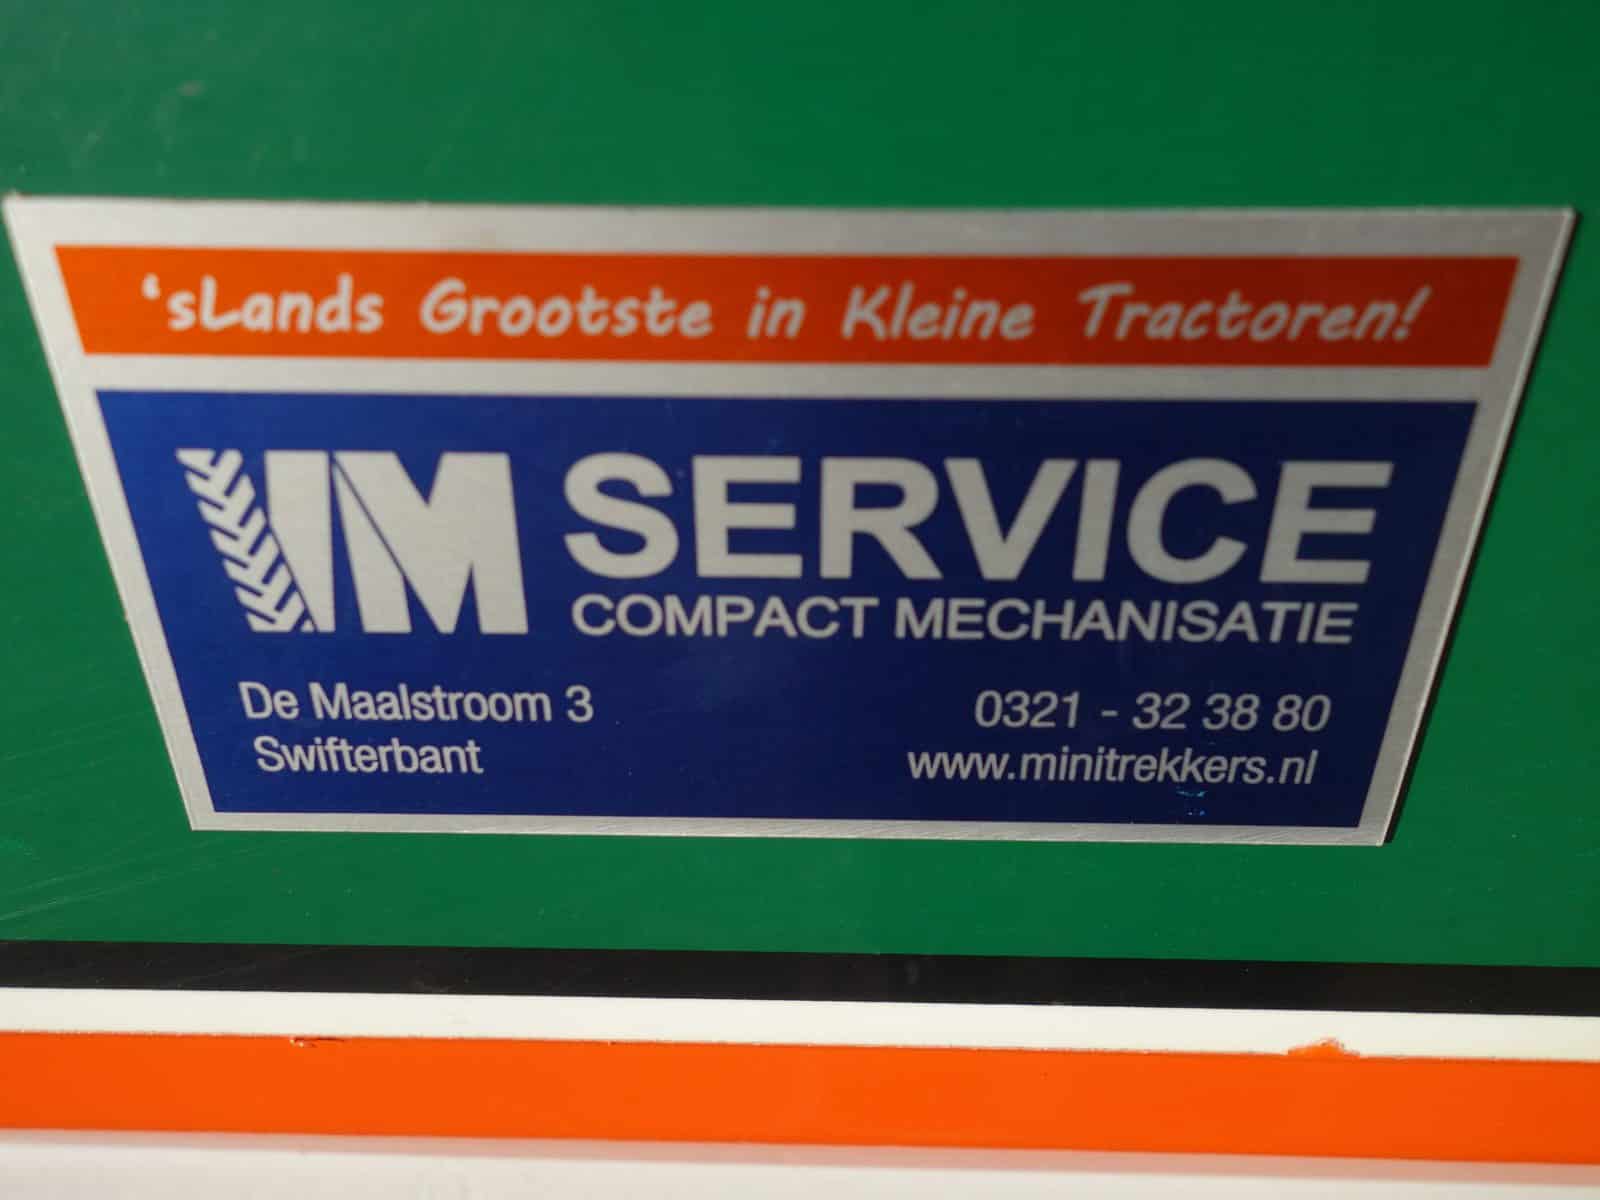 ‘sLands Grootste in Kleine Tractoren!
IM SERVICE
COMPACT MECHANISATIE
De Maalstroom 3
Swifterbant
0321 - 32 38 80
www.minitrekkers.nl